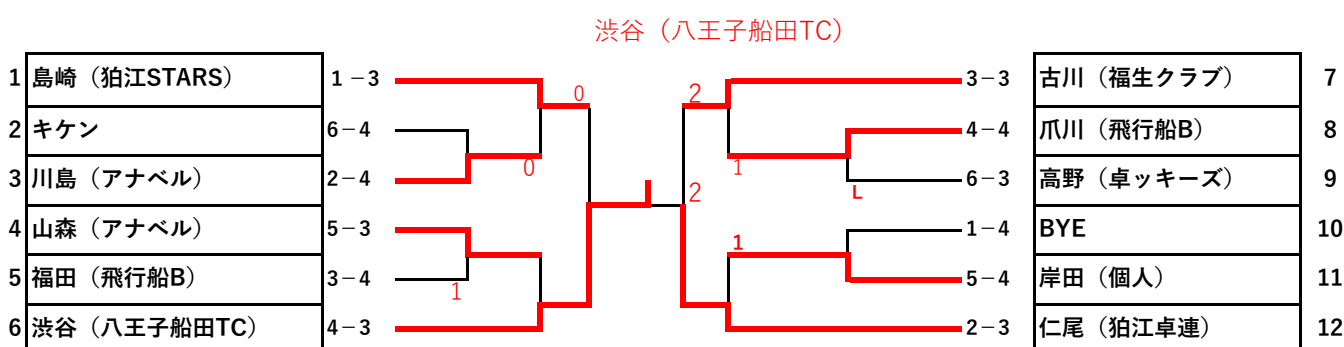 渋谷（八王子船田TC）
1 島崎（狛江STARS） 1－3 0 2 3－3 古川（福生クラブ） 7
2 キケン 6－4 4－4 爪川（飛行船B） 8
3 川島（アナベル） 2－4 0 1 L 6－3 高野（卓ッキーズ） 9
4 山森（アナベル） 5－3 2 1 1－4 BYE 10
5 福田（飛行船B） 3－4 1 5－4 岸田（個人） 11
6 渋谷（八王子船田TC） 4－3 2－3 仁尾（狛江卓連） 12